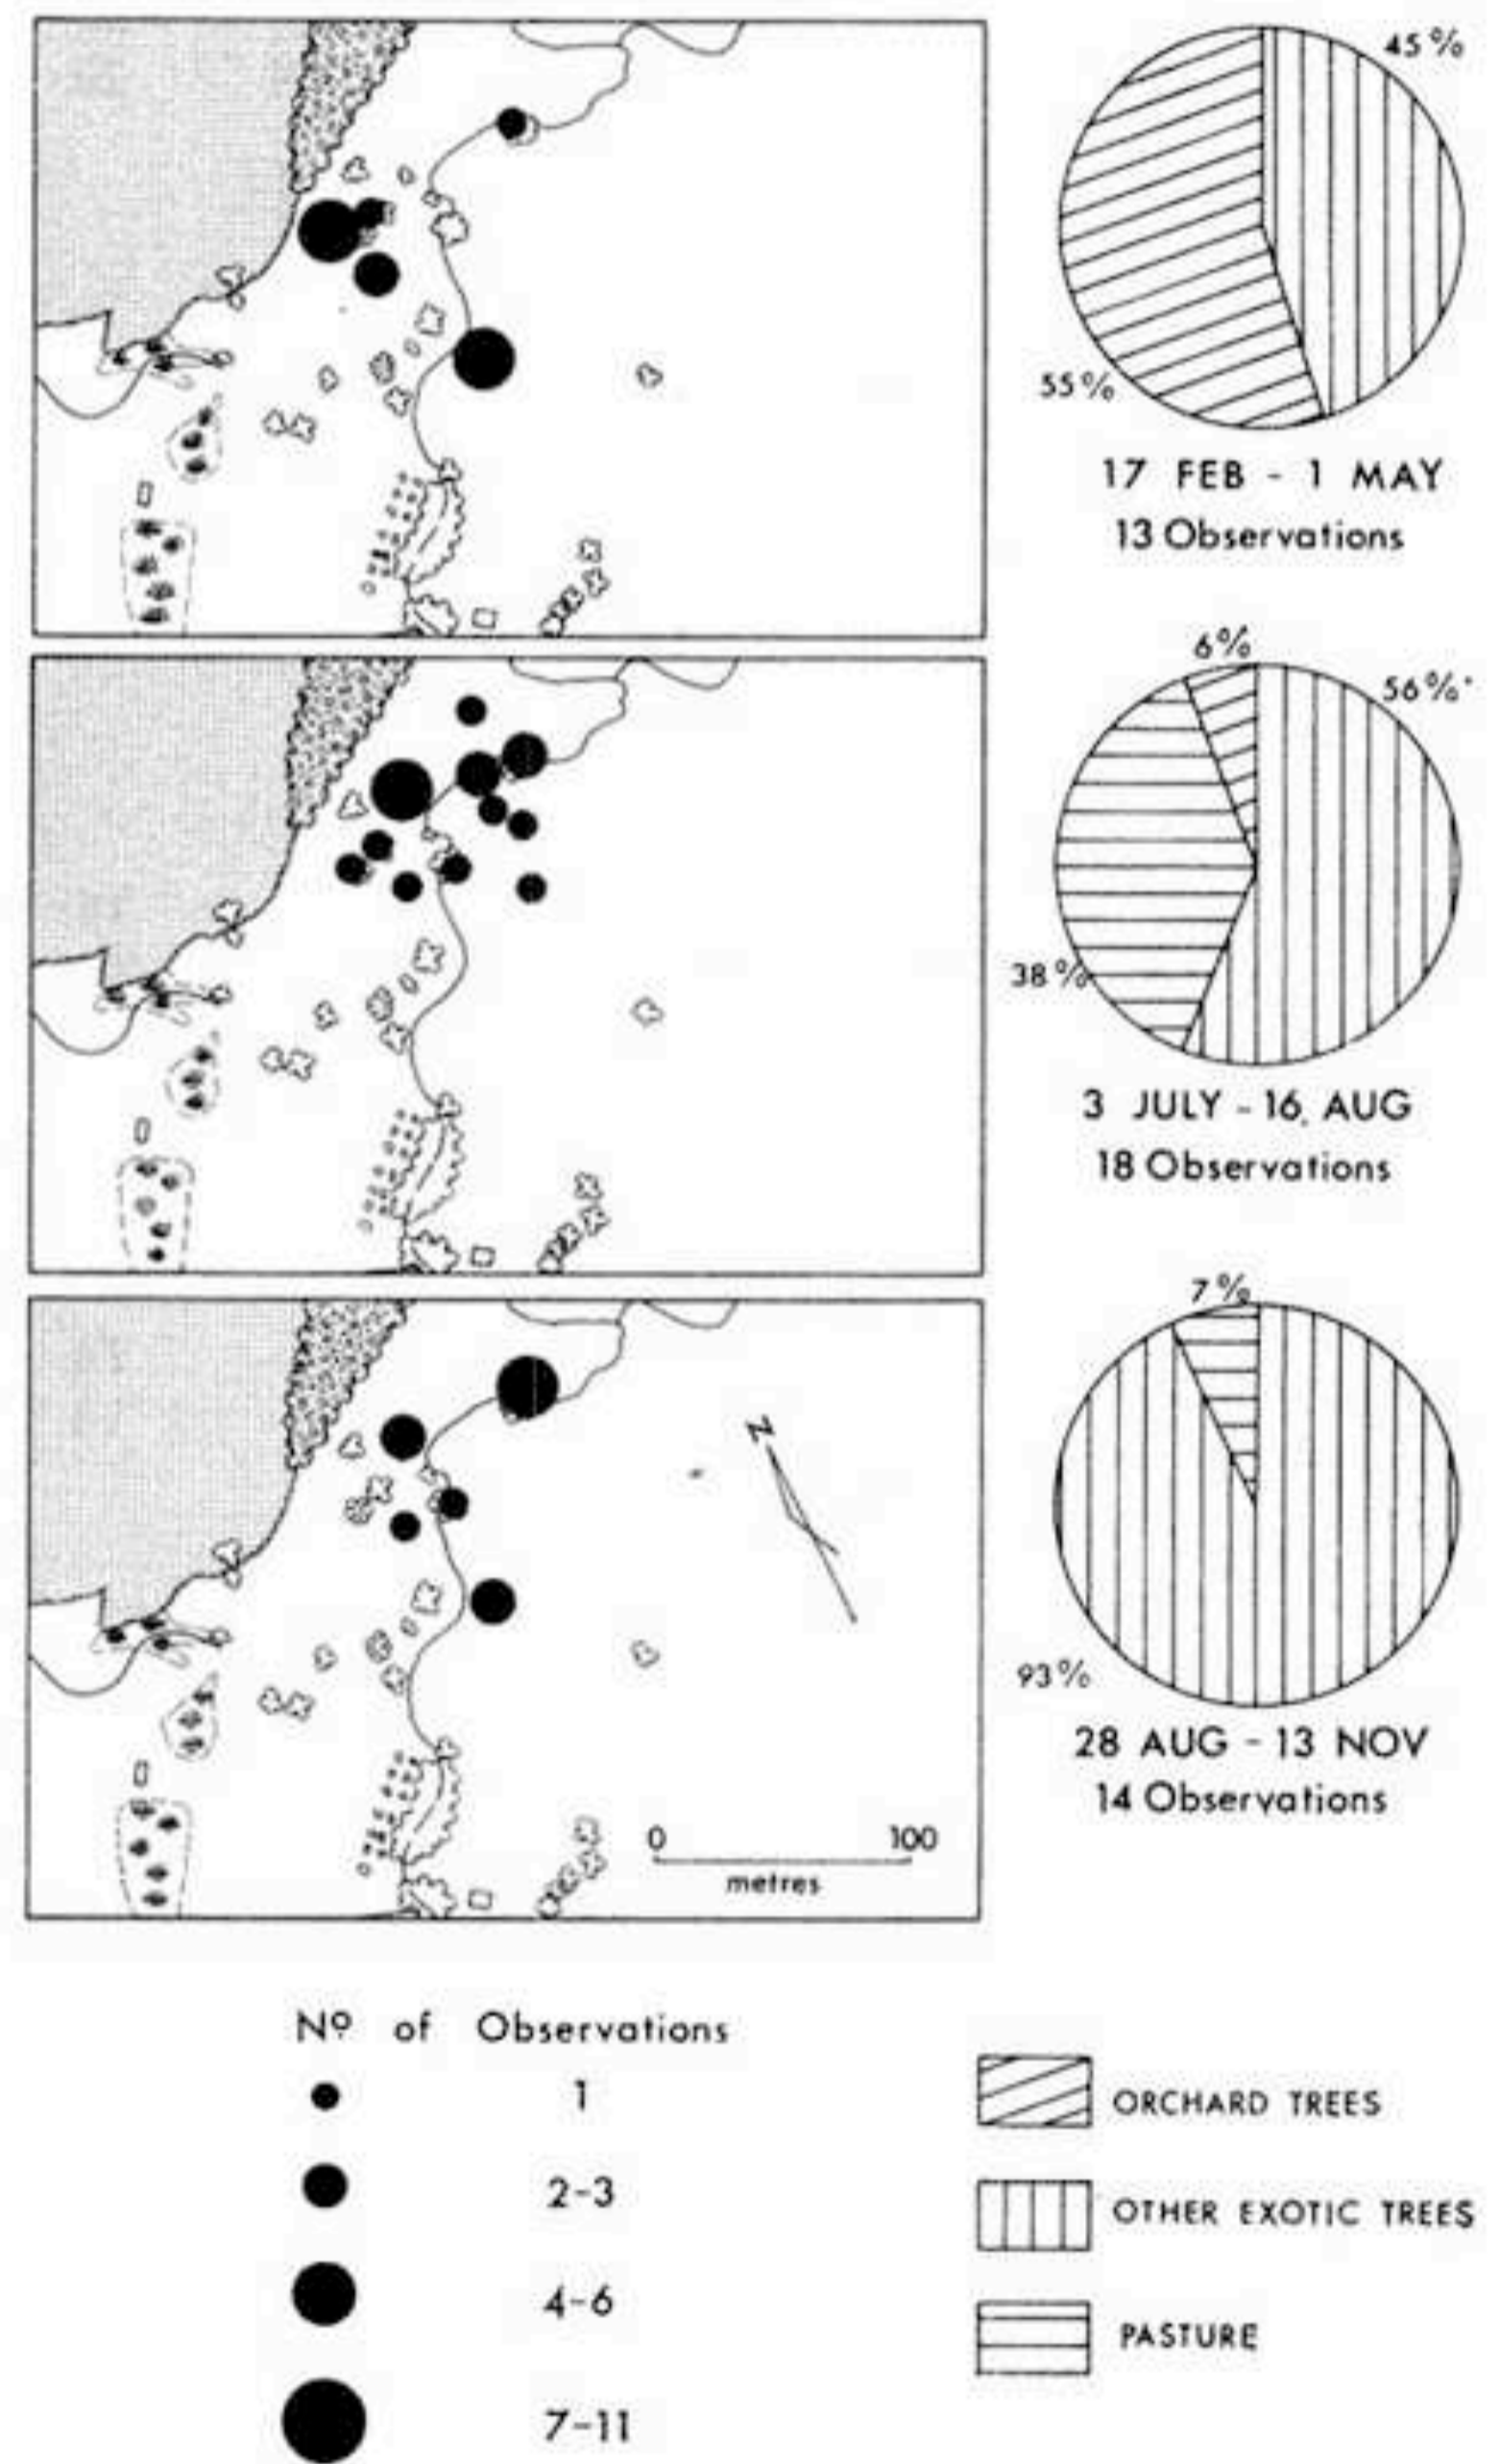 45%
55%
17 FEB - 1 MAY
13 Observations
6%
56%
38%
3 JULY - 16 AUG
18 Observations
7%
N
93%
28 AUG - 13 NOV
14 Observations
0 100
metres
Nº of Observations
1
2-3
4-6
7-11
ORCHARD TREES
OTHER EXOTIC TREES
PASTURE